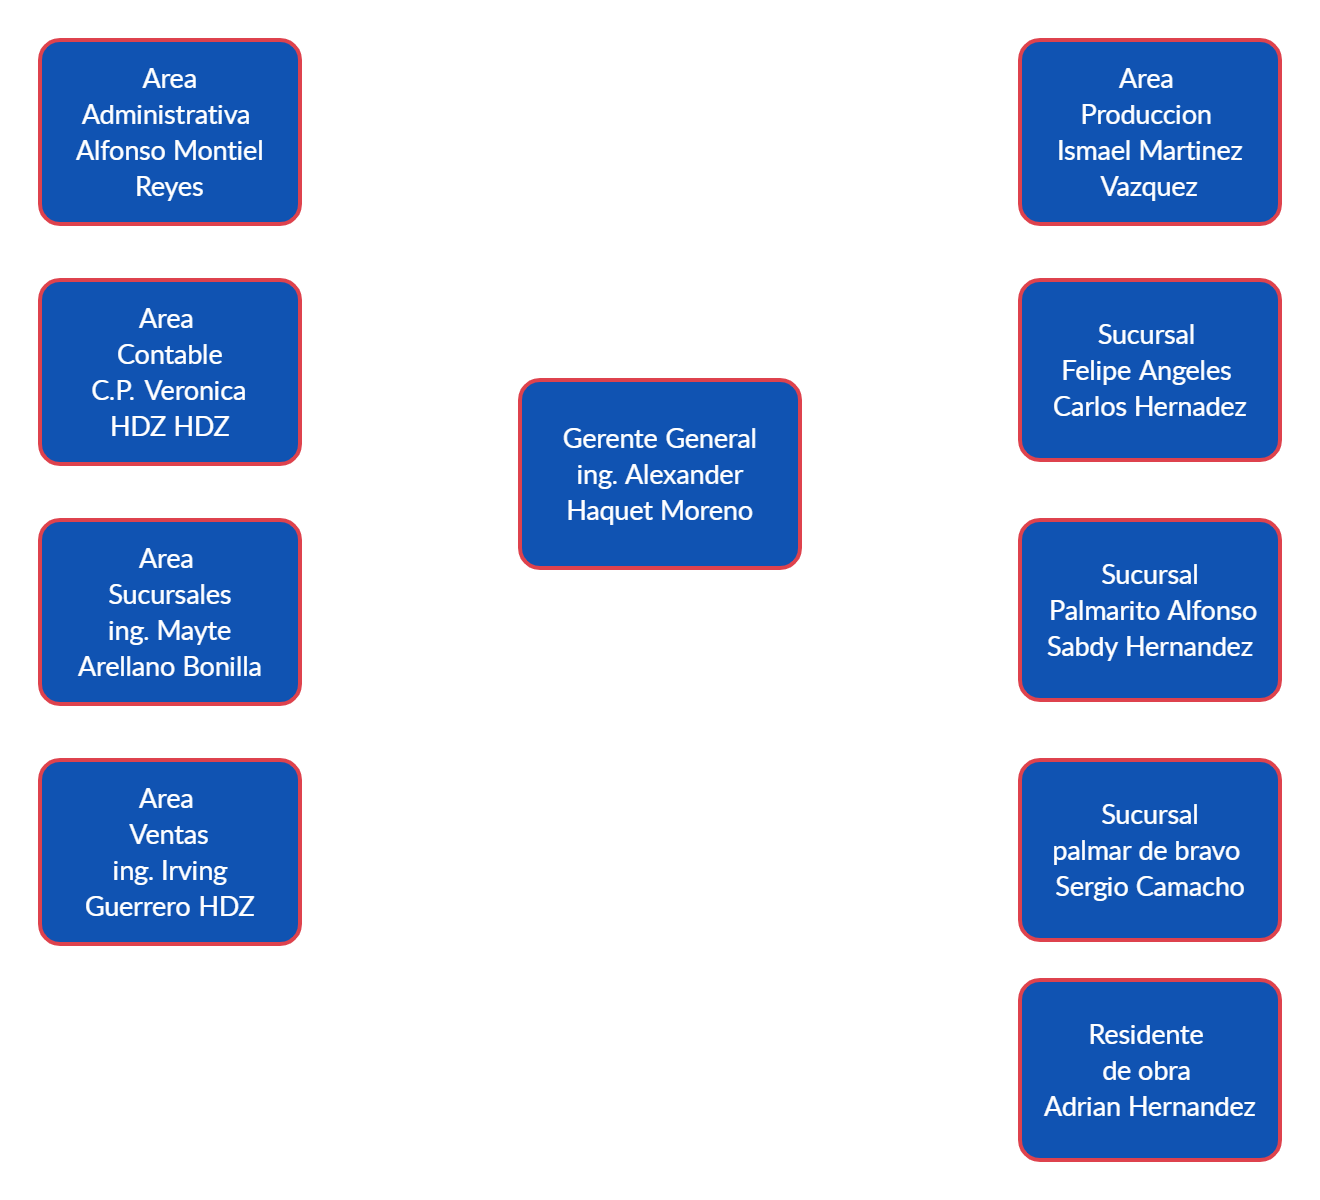 Area
Administrativa
Alfonso Montiel
Reyes
Area
Contable
C.P. Veronica
HDZ HDZ
Area
Sucursales
ing. Mayte
Arellano Bonilla
Area
Ventas
ing. Irving
Guerrero HDZ
Gerente General
ing. Alexander
Haquet Moreno
Area
Produccion
Ismael Martinez
Vazquez
Sucursal
Felipe Angeles
Carlos Hernadez
Sucursal
Palmarito Alfonso
Sabdy Hernandez
Sucursal
palmar de bravo
Sergio Camacho
Residente
de obra
Adrian Hernandez